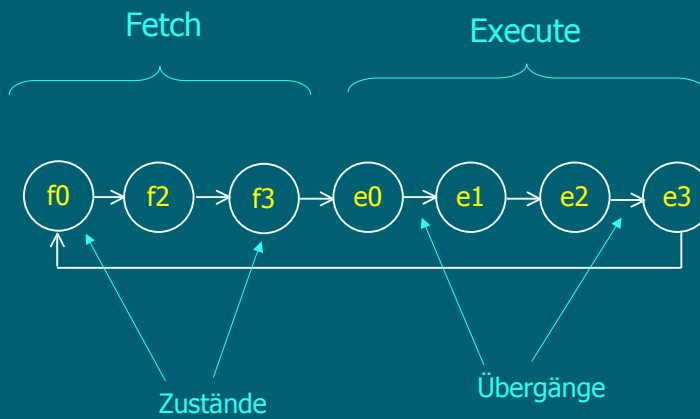 Fetch
Execute
f0 f2 f3 e0 e1 e2 e3
Zustände
Übergänge